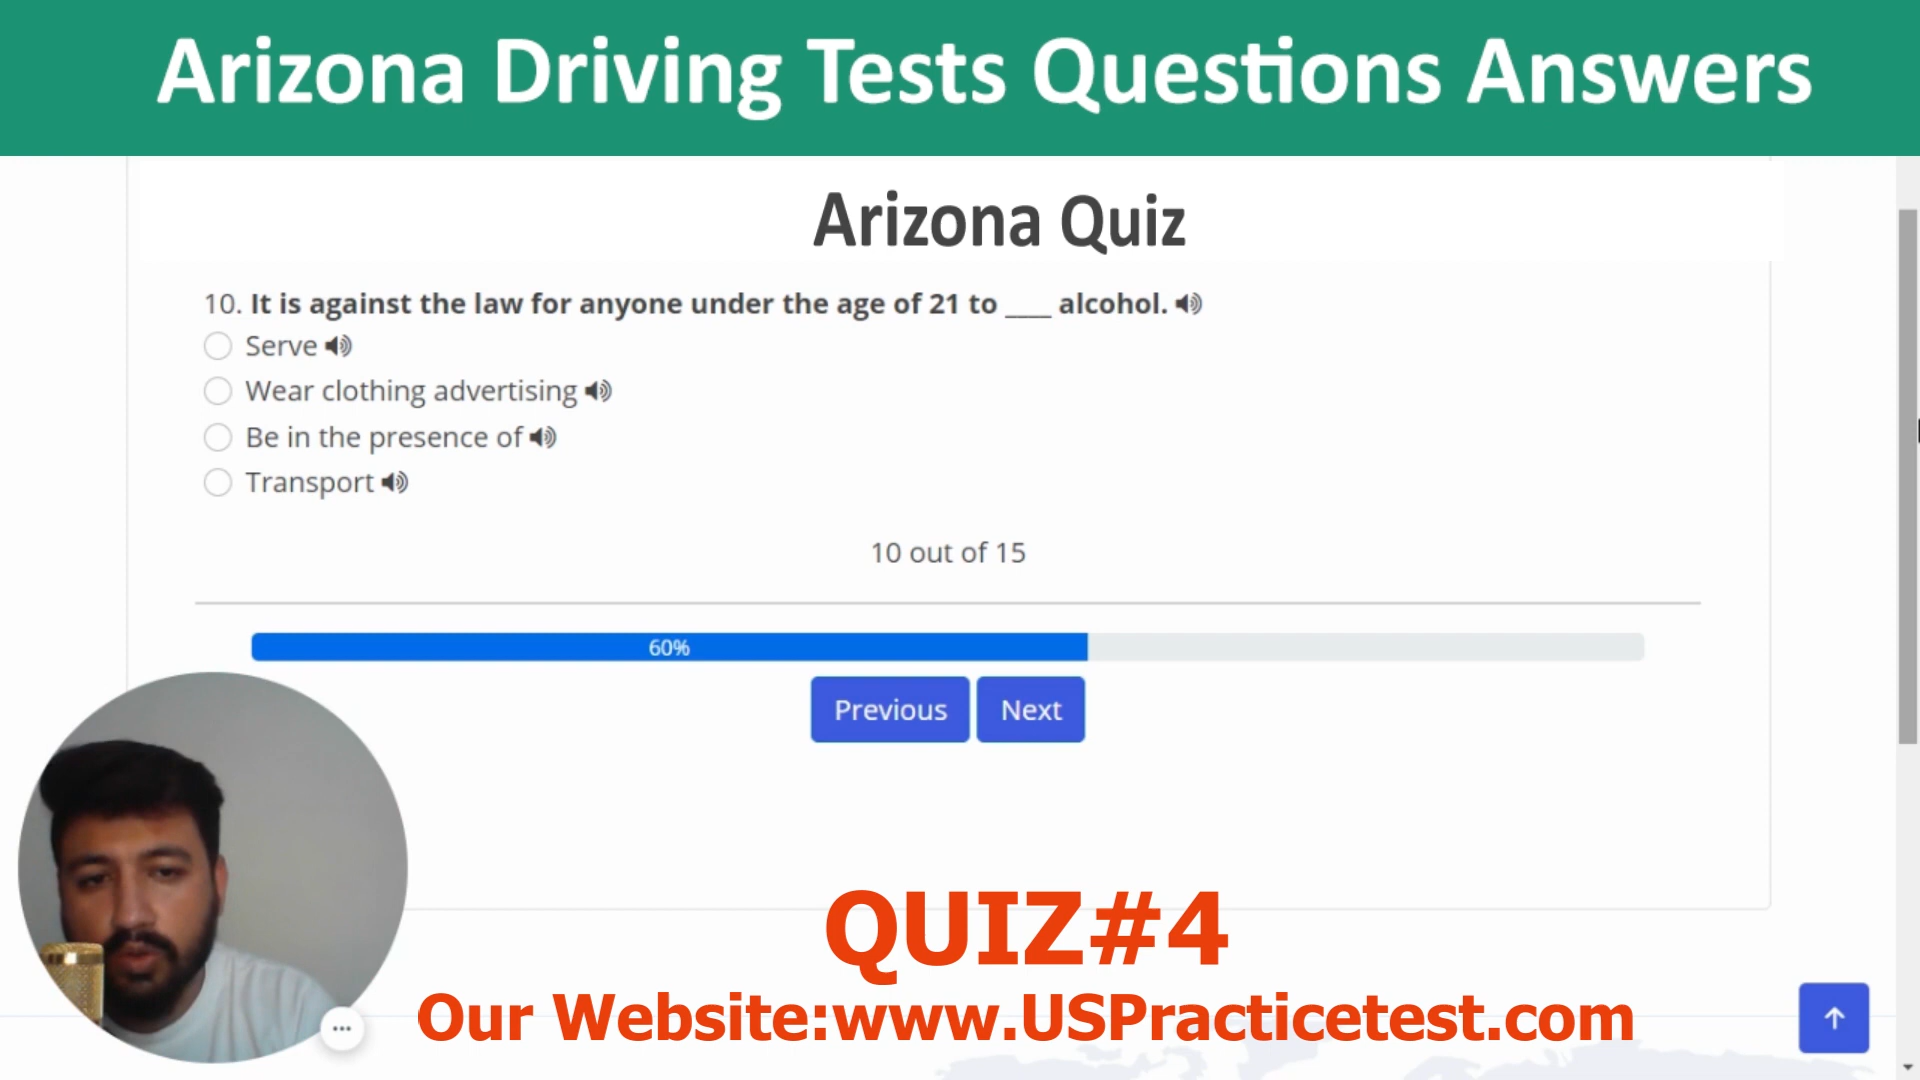 Arizona Driving Tests Questions Answers
Arizona Quiz
10. It is against the law for anyone under the age of 21 to ____ alcohol.
Serve
Wear clothing advertising
Be in the presence of
Transport
10 out of 15
60%
Previous Next
QUIZ#4
Our Website:www.USPracticetest.com